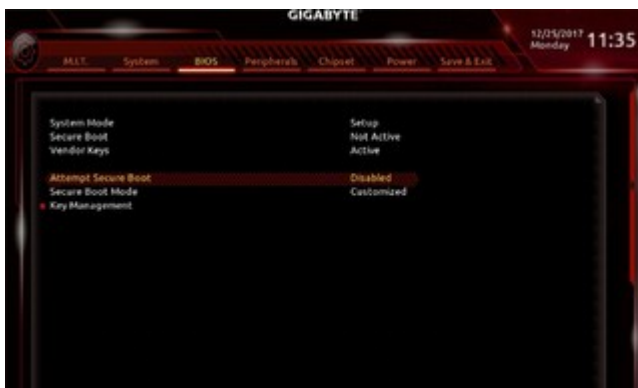 GIGABYTE
12/25/2017
Monday 11:35
M.I.T. System BIOS Peripherals Chipset Power Save & Exit
System Mode Setup
Secure Boot Not Active
Vendor Keys Active
Attempt Secure Boot Disabled
Secure Boot Mode Customized
Key Management